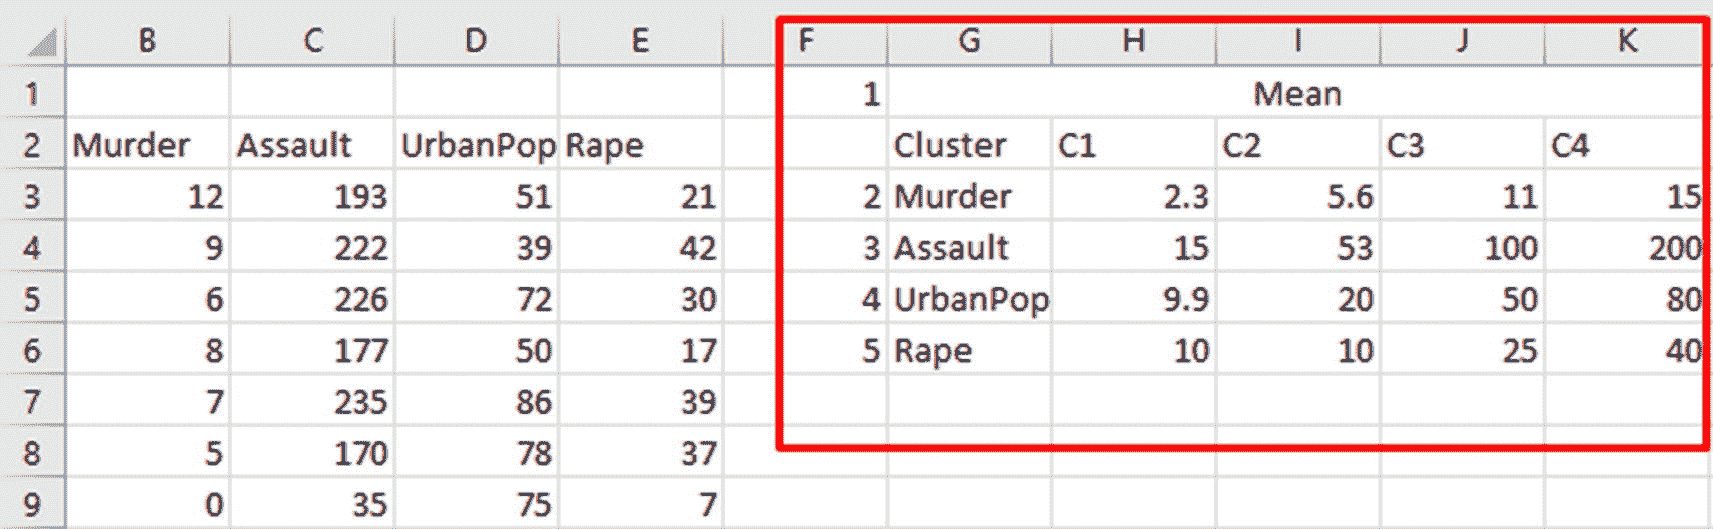 B C D E F G H I J K
1 1 Mean
2 Murder Assault UrbanPop Rape Cluster C1 C2 C3 C4
3 12 193 51 21 2 Murder 2.3 5.6 11 15
4 9 222 39 42 3 Assault 15 53 100 200
5 6 226 72 30 4 UrbanPop 9.9 20 50 80
6 8 177 50 17 5 Rape 10 10 25 40
7 7 235 86 39
8 5 170 78 37
9 0 35 75 7